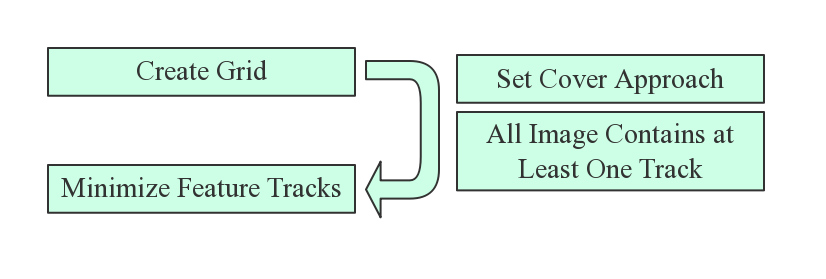 Create Grid
Minimize Feature Tracks
Set Cover Approach
All Image Contains at
Least One Track